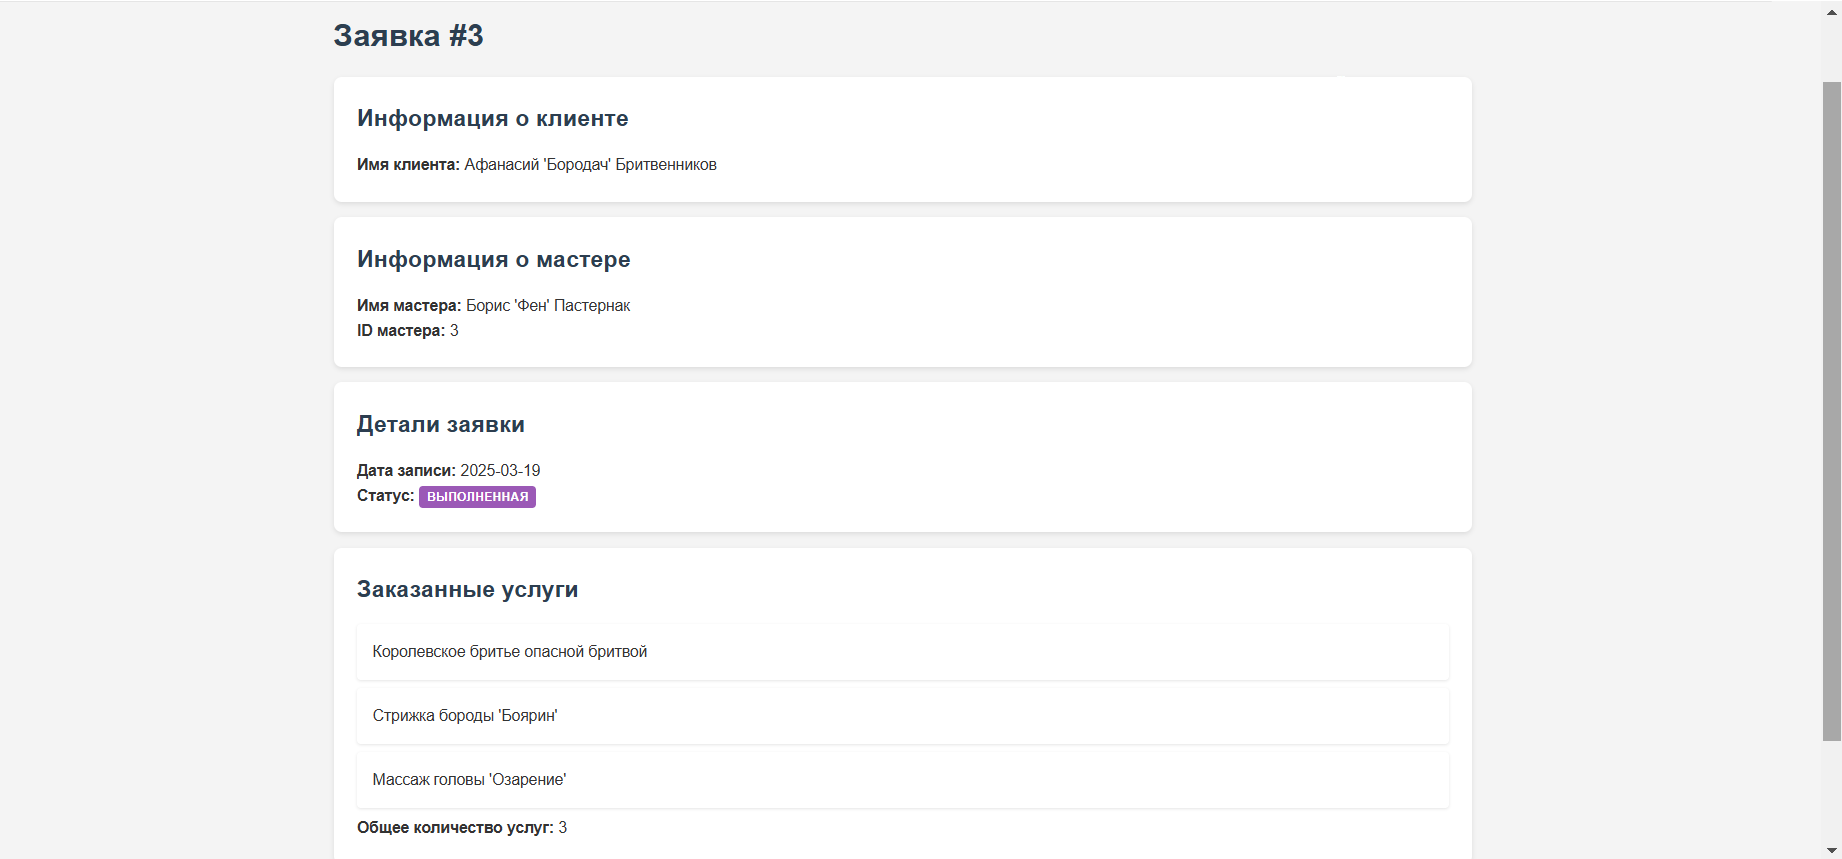 Заявка #3
Информация о клиенте
Имя клиента: Афанасий 'Бородач' Бритвенников
Информация о мастере
Имя мастера: Борис 'Фен' Пастернак
ID мастера: 3
Детали заявки
Дата записи: 2025-03-19
Статус: ВЫПОЛНЕННАЯ
Заказанные услуги
Королевское бритье опасной бритвой
Стрижка бороды 'Боярин'
Массаж головы 'Озарение'
Общее количество услуг: 3